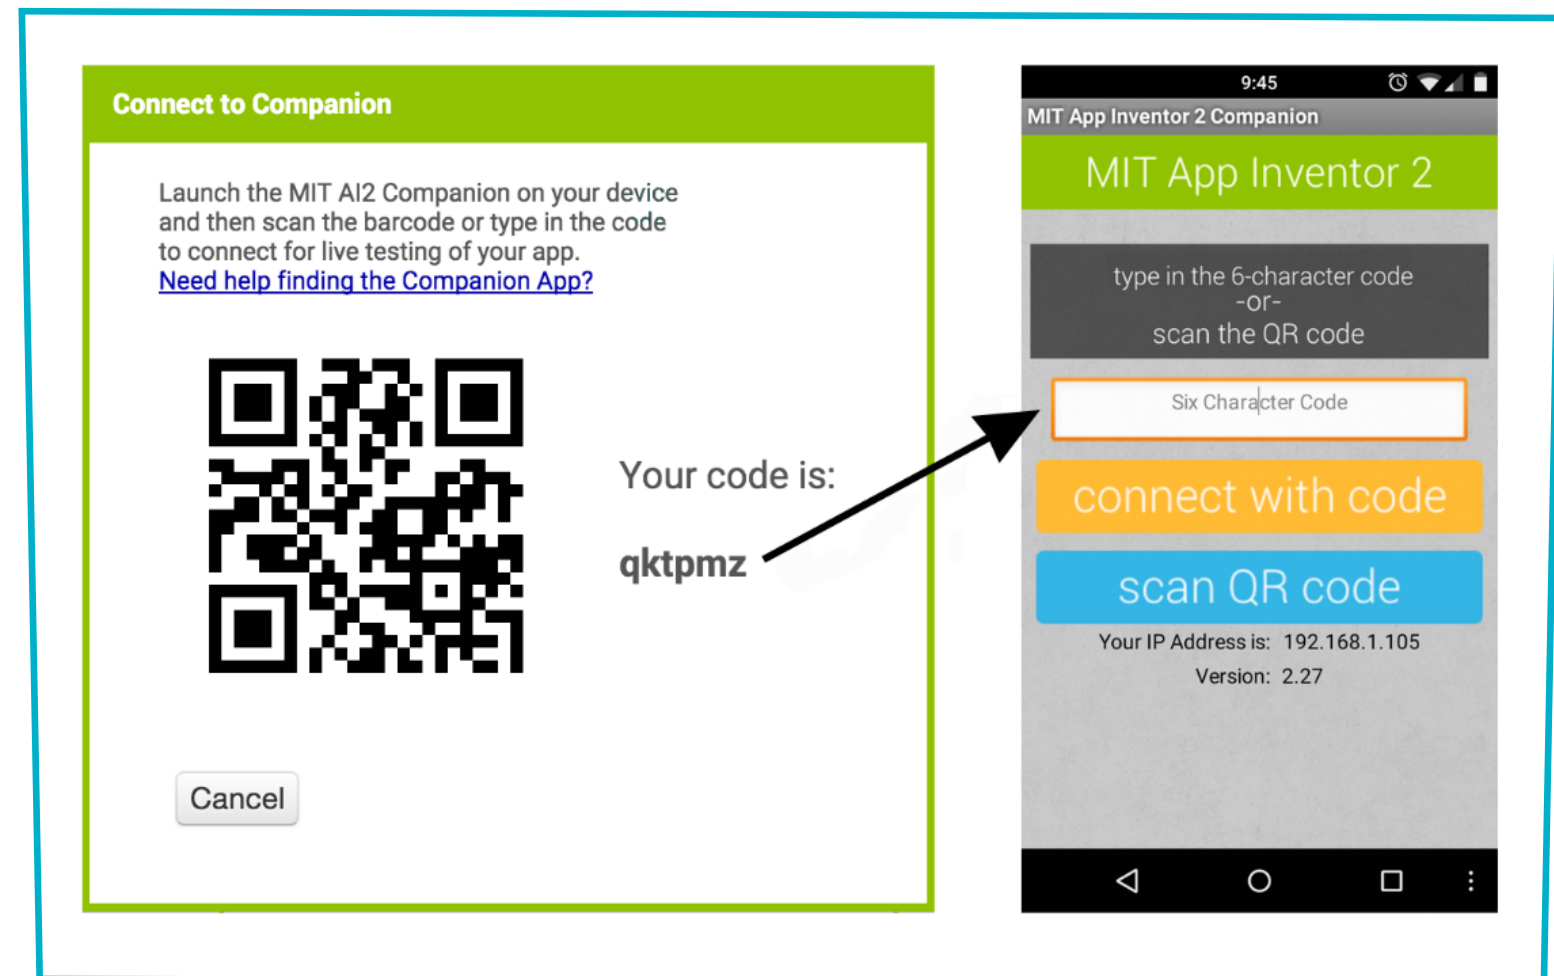 Connect to Companion
Launch the MIT AI2 Companion on your device
and then scan the barcode or type in the code
to connect for live testing of your app.
Need help finding the Companion App?
Your code is:
qktpmz
Cancel
9:45
MIT App Inventor 2 Companion
MIT App Inventor 2
type in the 6-character code
-or-
scan the QR code
Six Character Code
connect with code
scan QR code
Your IP Address is: 192.168.1.105
Version: 2.27